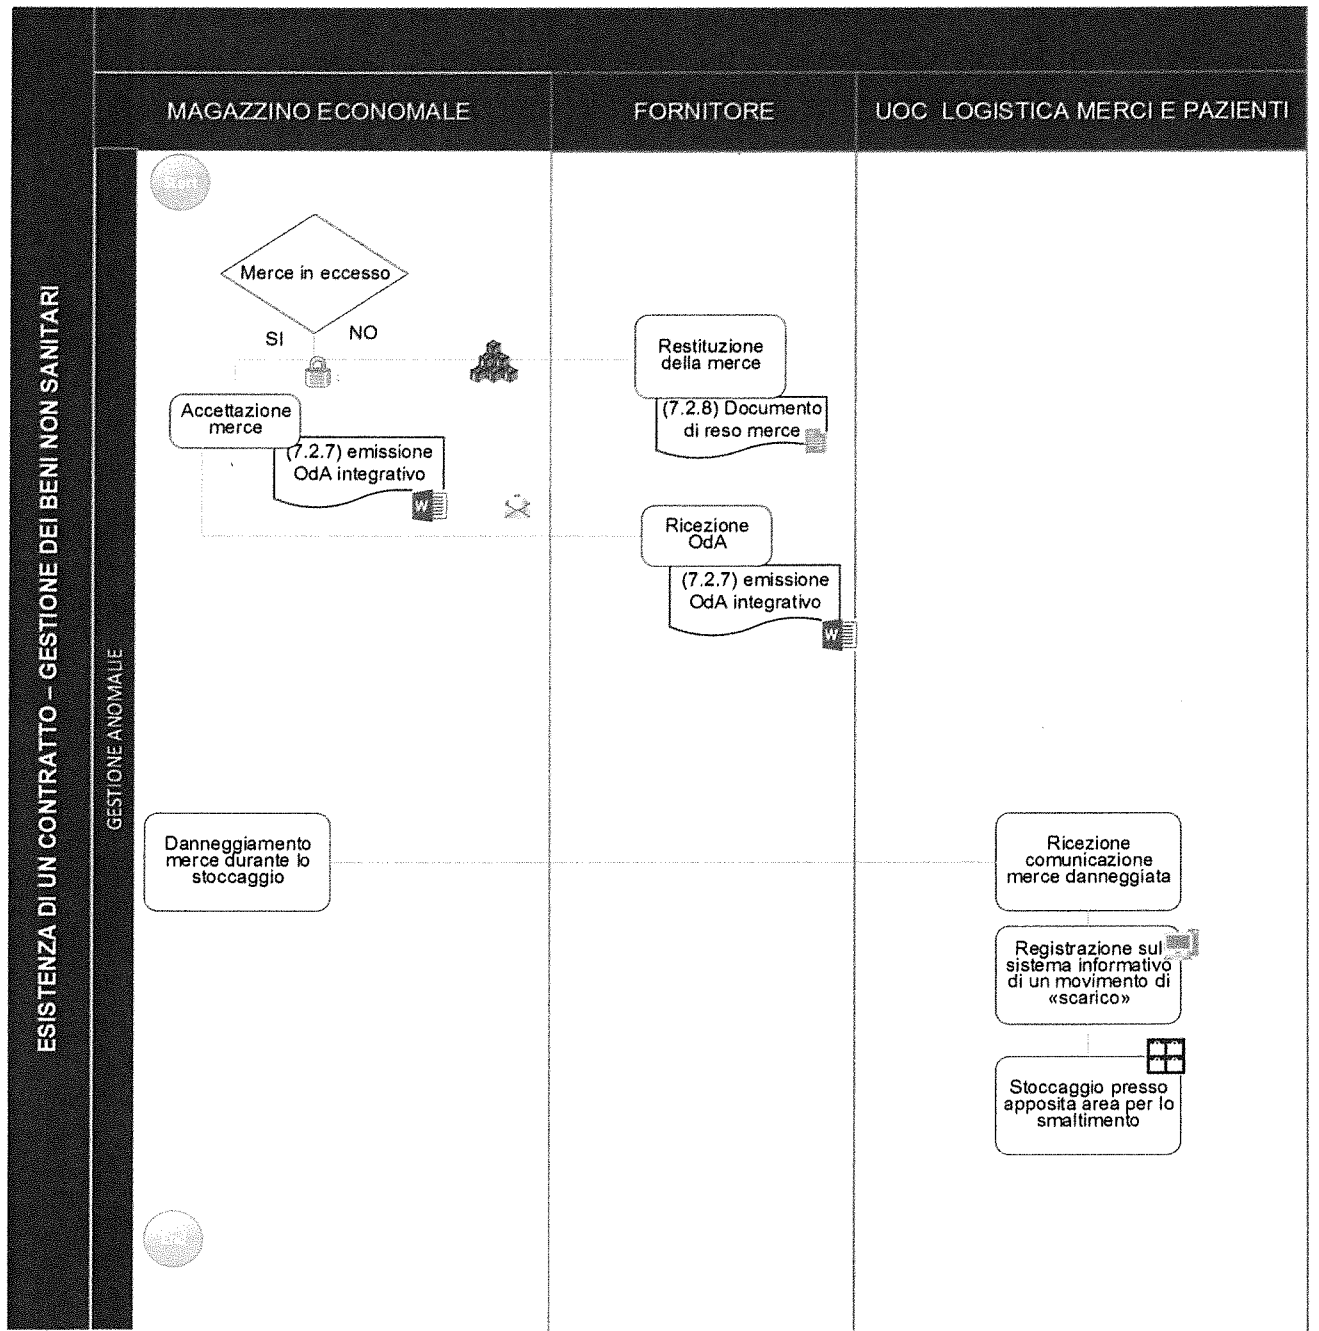 MAGAZZINO ECONOMALE
FORNITORE
UOC LOGISTICA MERCI E PAZIENTI
ESISTENZA DI UN CONTRATTO – GESTIONE DEI BENI NON SANITARI
GESTIONE ANOMALIE
Start
Merce in eccesso
SI
NO
Restituzione
della merce
(7.2.8) Documento
di reso merce
Accettazione
merce
(7.2.7) emissione
OdA integrativo
W
Ricezione
OdA
(7.2.7) emissione
OdA integrativo
W
Danneggiamento
merce durante lo
stoccaggio
Ricezione
comunicazione
merce danneggiata
Registrazione sul
sistema informativo
di un movimento di
«scarico»
Stoccaggio presso
apposita area per lo
smaltimento